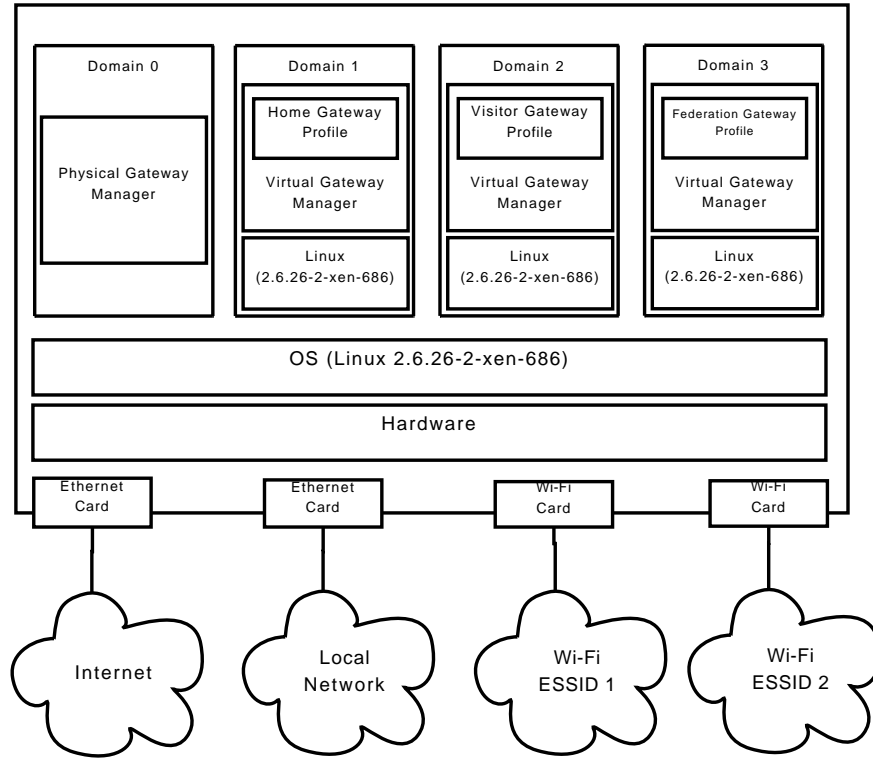 Domain 0
Physical Gateway
Manager
Domain 1
Home Gateway
Profile
Virtual Gateway
Manager
Linux
(2.6.26-2-xen-686)
Domain 2
Visitor Gateway
Profile
Virtual Gateway
Manager
Linux
(2.6.26-2-xen-686)
Domain 3
Federation Gateway
Profile
Virtual Gateway
Manager
Linux
(2.6.26-2-xen-686)
OS (Linux 2.6.26-2-xen-686)
Hardware
Ethernet
Card
Ethernet
Card
Wi-Fi
Card
Wi-Fi
Card
Internet
Local
Network
Wi-Fi
ESSID 1
Wi-Fi
ESSID 2